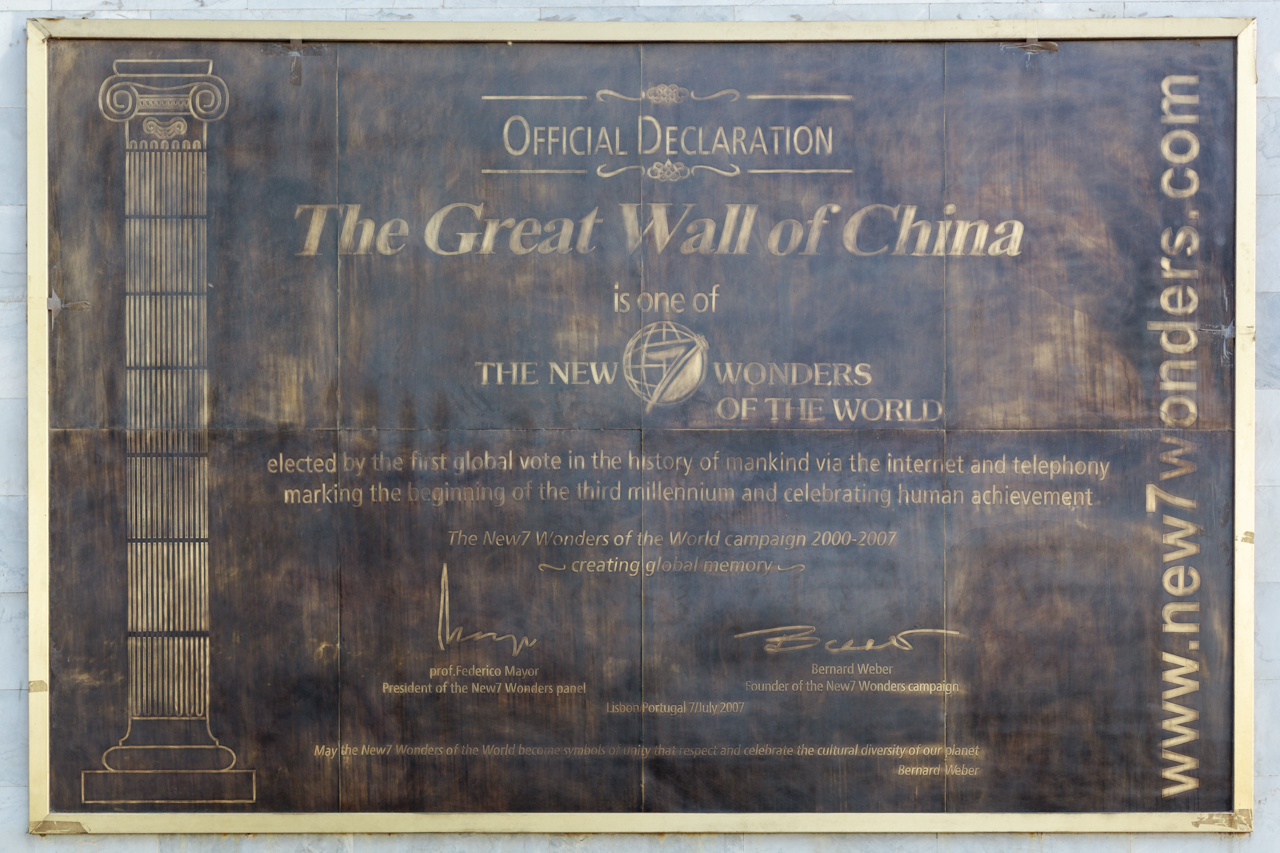 OFFICIAL DECLARATION
The Great Wall of China
is one of
THE NEW 7 WONDERS
OF THE WORLD
elected by the first global vote in the history of mankind via the internet and telephony
marking the beginning of the third millennium and celebrating human achievement
The New7 Wonders of the World campaign 2000-2007
creating global memory
prof.Federico Mayor
President of the New7 Wonders panel
Bernard Weber
Founder of the New7 Wonders campaign
Lisbon/Portugal 7/July 2007
May the New7 Wonders of the World become symbols of unity that respect and celebrate the cultural diversity of our planet
Bernard Weber
www.new7wonders.com